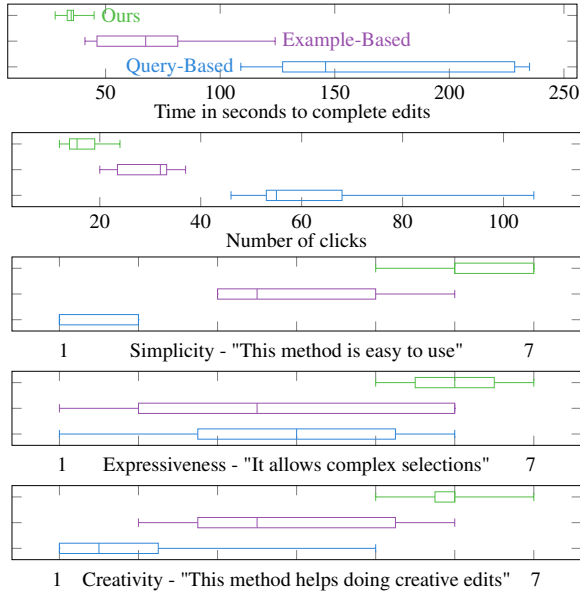 Ours
Example-Based
Query-Based
50 100 150 200 250
Time in seconds to complete edits
20 40 60 80 100
Number of clicks
1 Simplicity - "This method is easy to use" 7
1 Expressiveness - "It allows complex selections" 7
1 Creativity - "This method helps doing creative edits" 7